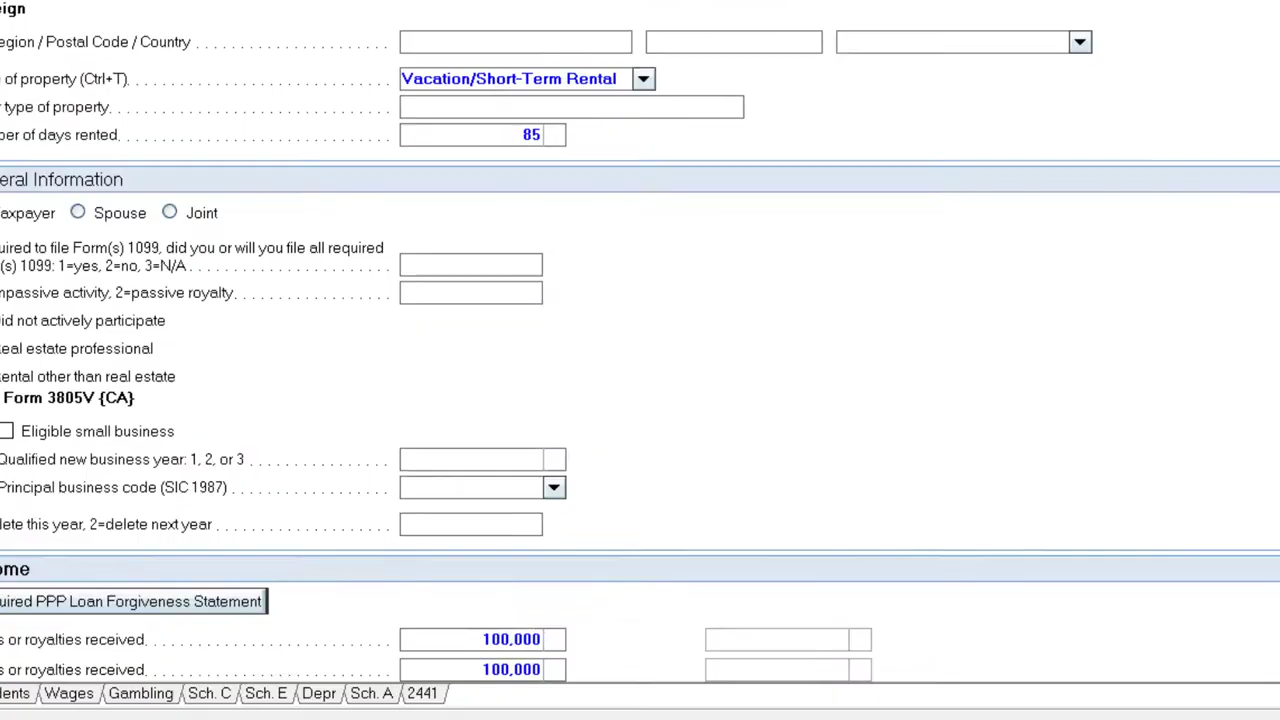 eign
egion / Postal Code / Country
of property (Ctrl+T). Vacation/Short-Term Rental
type of property.
per of days rented. 85
eral Information
axpayer Spouse Joint
uired to file Form(s) 1099, did you or will you file all required
(s) 1099: 1=yes, 2=no, 3=N/A
npassive activity, 2=passive royalty.
id not actively participate
eal estate professional
ental other than real estate
Form 3805V {CA}
Eligible small business
Qualified new business year: 1, 2, or 3
Principal business code (SIC 1987)
lete this year, 2=delete next year
ome
uired PPP Loan Forgiveness Statement
s or royalties received. 100,000
s or royalties received. 100,000
lents Wages Gambling Sch. C Sch. E Depr Sch. A 2441